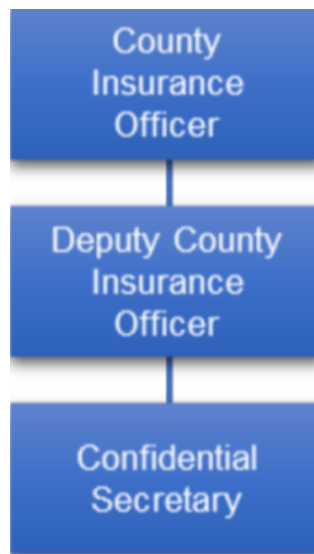 County
Insurance
Officer
Deputy County
Insurance
Officer
Confidential
Secretary